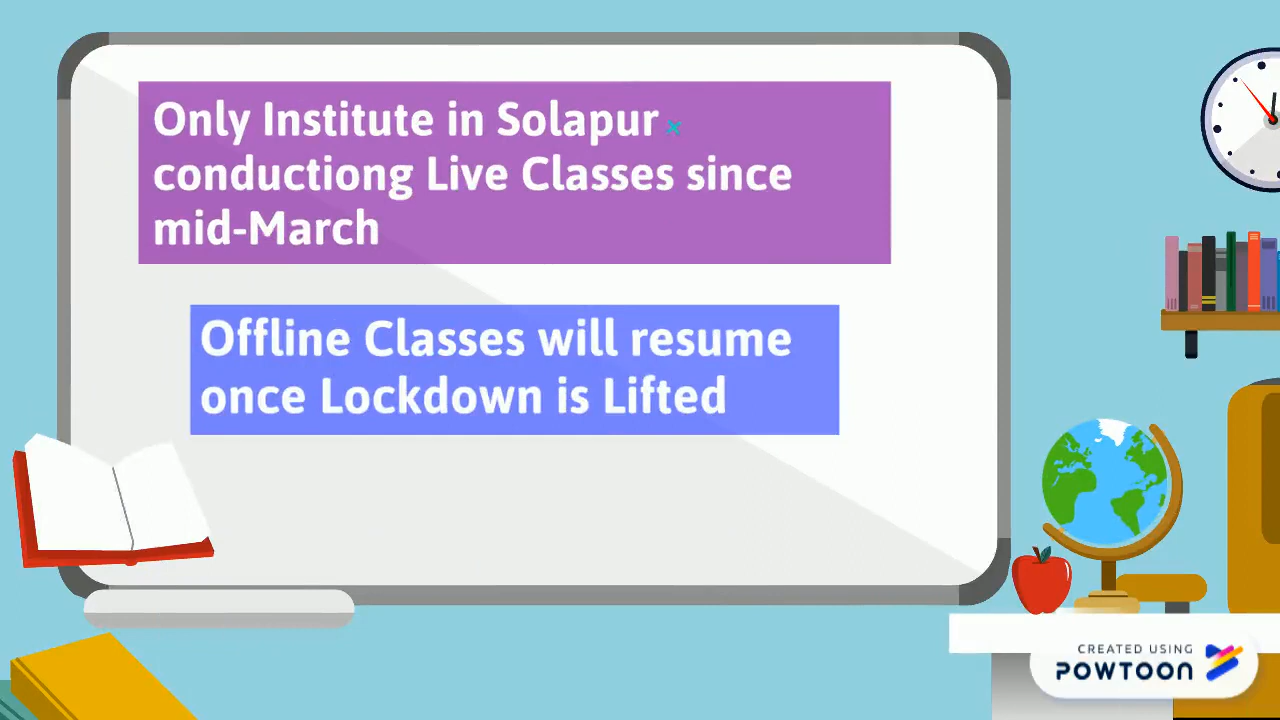 Only Institute in Solapur
conductiong Live Classes since
mid-March
Offline Classes will resume
once Lockdown is Lifted
CREATED USING
POWTOON